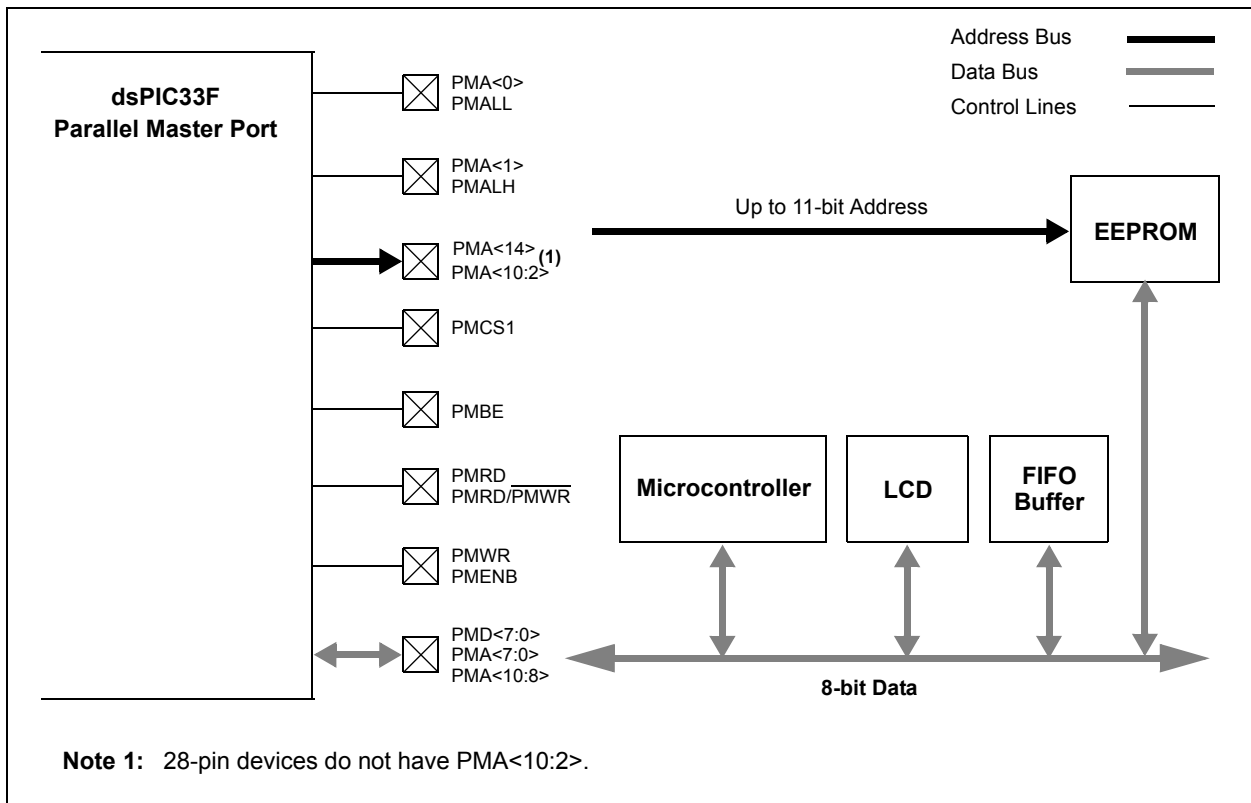 Address Bus
Data Bus
Control Lines
dsPIC33F
Parallel Master Port
PMA<0>
PMALL
PMA<1>
PMALH
PMA<14>
PMA<10:2>
(1)
PMCS1
PMBE
PMRD
PMRD/PMWR
PMWR
PMENB
PMD<7:0>
PMA<7:0>
PMA<10:8>
Up to 11-bit Address
EEPROM
Microcontroller
LCD
FIFO
Buffer
8-bit Data
Note 1: 28-pin devices do not have PMA<10:2>.